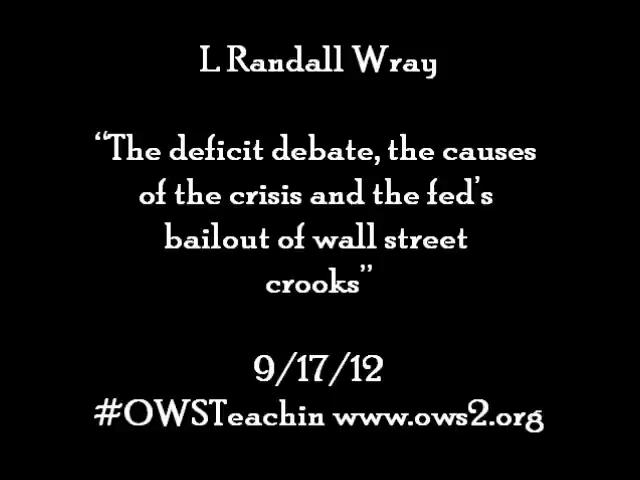 L Randall Wray
“The deficit debate, the causes
of the crisis and the fed’s
bailout of wall street
crooks”
9/17/12
#OWSTeachin www.ows2.org